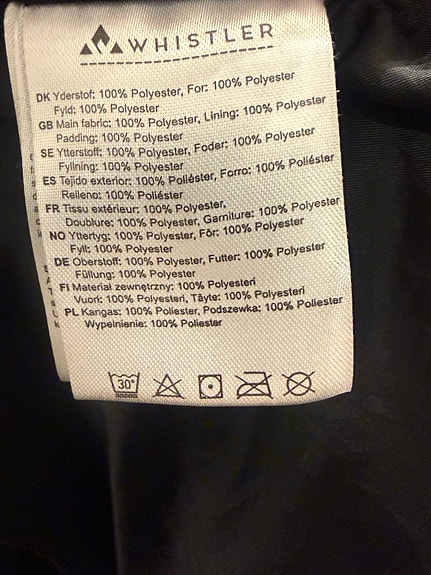 WHISTLER
DK Yderstof: 100% Polyester, For: 100% Polyester
Fyld: 100% Polyester
GB Main fabric: 100% Polyester, Lining: 100% Polyester
Padding: 100% Polyester
SE Ytterstoff: 100% Polyester, Foder: 100% Polyester
Fyllning: 100% Polyester
ES Tejido exterior: 100% Poliéster, Forro: 100% Poliéster
Relleno: 100% Poliéster
FR Tissu extérieur: 100% Polyester,
Doublure: 100% Polyester, Garniture: 100% Polyester
NO Yttertyg: 100% Polyester, Fôr: 100% Polyester
Fyll: 100% Polyester
DE Oberstoff: 100% Polyester, Futter: 100% Polyester
Füllung: 100% Polyester
FI Material zewnętrzny: 100% Polyesteri
Vuori: 100% Polyesteri, Täyte: 100% Polyesteri
PL Kangas: 100% Poliester, Podszewka: 100% Poliester
Wypelnienie: 100% Poliester
30°